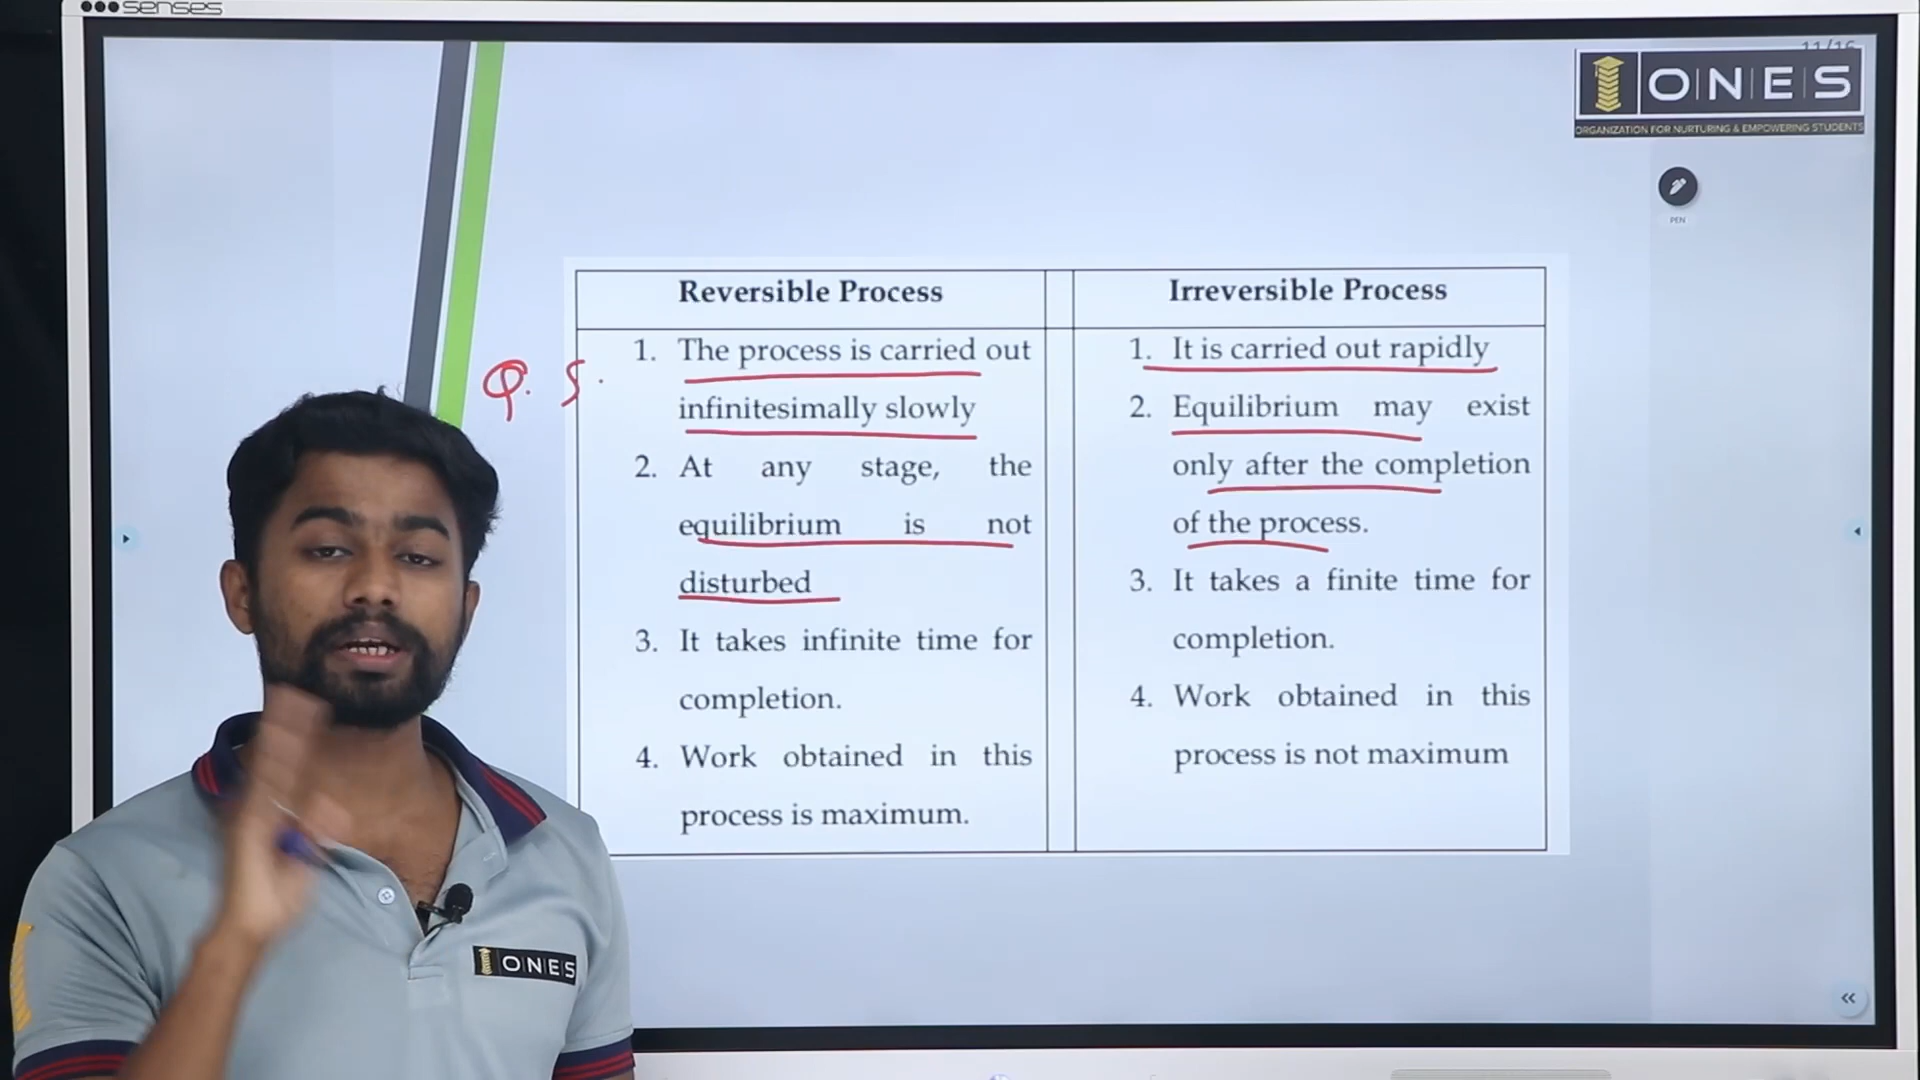 senses
11/16
ONES
ORGANIZATION FOR NURTURING & EMPOWERING STUDENTS
PEN
Reversible Process
1. The process is carried out
infinitesimally slowly
2. At any stage, the
equilibrium is not
disturbed
3. It takes infinite time for
completion.
4. Work obtained in this
process is maximum.
Irreversible Process
1. It is carried out rapidly
2. Equilibrium may exist
only after the completion
of the process.
3. It takes a finite time for
completion.
4. Work obtained in this
process is not maximum
Q. S.
ONES